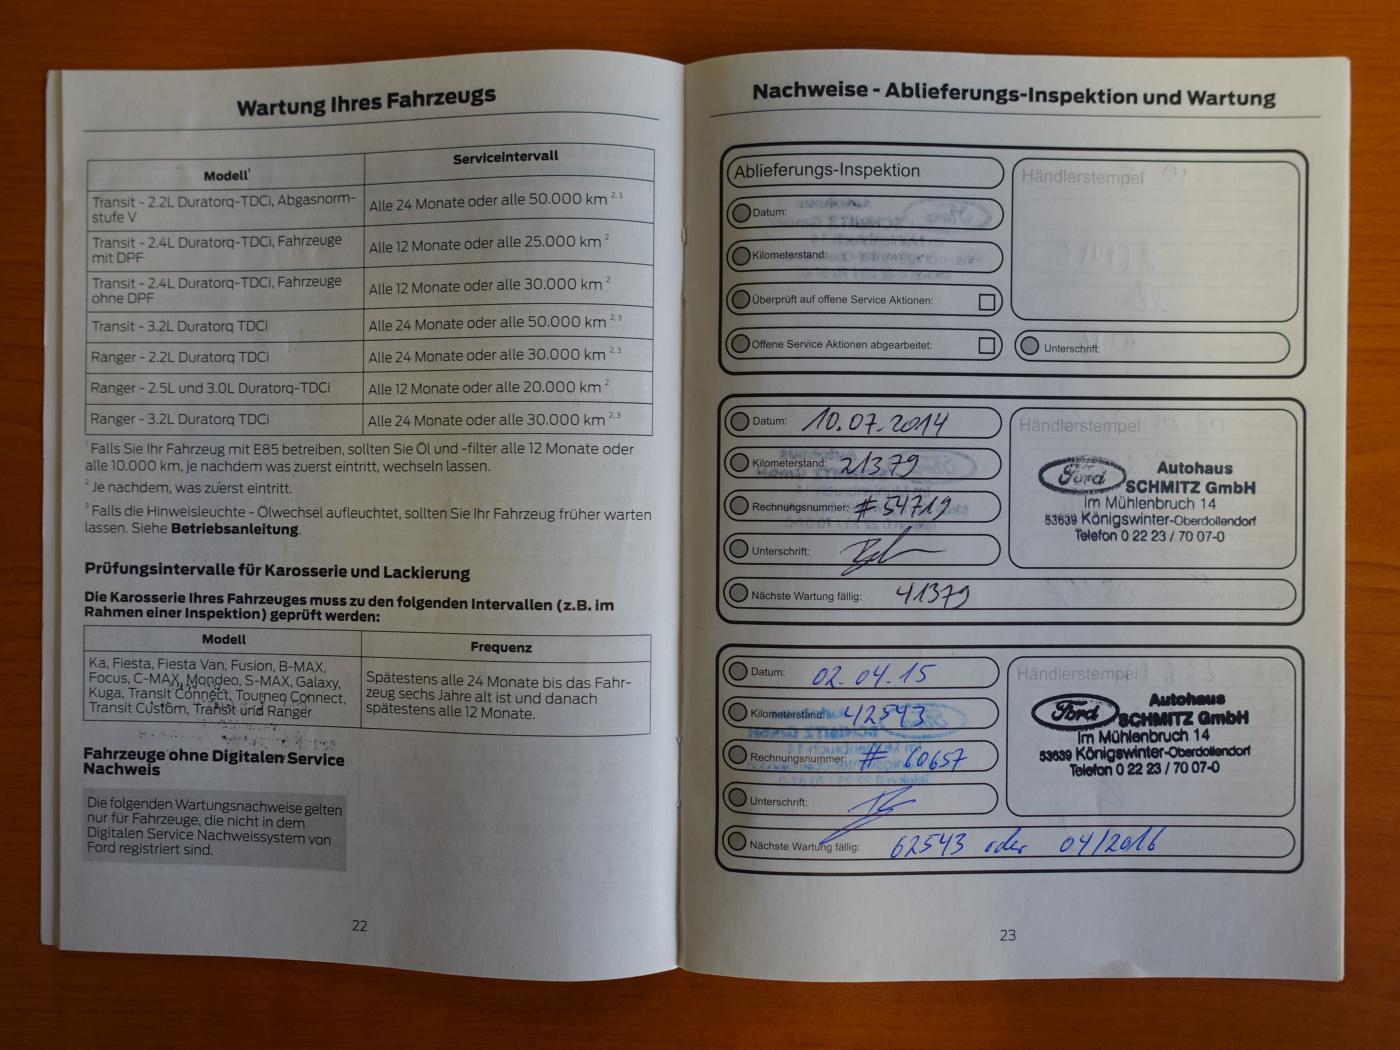 Wartung Ihres Fahrzeugs
Modell¹ Serviceintervall
Transit - 2.2L Duratorq-TDCi, Abgasnorm-
stufe V
Alle 24 Monate oder alle 50.000 km ²,³
Transit - 2.4L Duratorq-TDCi, Fahrzeuge
mit DPF
Alle 12 Monate oder alle 25.000 km ²
Transit - 2.4L Duratorq-TDCi, Fahrzeuge
ohne DPF
Alle 12 Monate oder alle 30.000 km ²
Transit - 3.2L Duratorq TDCi Alle 24 Monate oder alle 50.000 km ²,³
Ranger - 2.2L Duratorq TDCi Alle 24 Monate oder alle 30.000 km ²,³
Ranger - 2.5L und 3.0L Duratorq-TDCi Alle 12 Monate oder alle 20.000 km ²
Ranger - 3.2L Duratorq TDCi Alle 24 Monate oder alle 30.000 km ²,³
¹ Falls Sie Ihr Fahrzeug mit E85 betreiben, sollten Sie Öl und -filter alle 12 Monate oder
alle 10.000 km, je nachdem was zuerst eintritt, wechseln lassen.
² Je nachdem, was zuerst eintritt.
³ Falls die Hinweisleuchte - Ölwechsel aufleuchtet, sollten Sie Ihr Fahrzeug früher warten
lassen. Siehe Betriebsanleitung.
Prüfungsintervalle für Karosserie und Lackierung
Die Karosserie Ihres Fahrzeuges muss zu den folgenden Intervallen (z.B. im
Rahmen einer Inspektion) geprüft werden:
Modell Frequenz
Ka, Fiesta, Fiesta Van, Fusion, B-MAX,
Focus, C-MAX, Mondeo, S-MAX, Galaxy,
Kuga, Transit Connect, Tourneo Connect,
Transit Custom, Transit und Ranger
Spätestens alle 24 Monate bis das Fahr-
zeug sechs Jahre alt ist und danach
spätestens alle 12 Monate.
Fahrzeuge ohne Digitalen Service
Nachweis
Die folgenden Wartungsnachweise gelten
nur für Fahrzeuge, die nicht in dem
Digitalen Service Nachweissystem von
Ford registriert sind.
22
Nachweise - Ablieferungs-Inspektion und Wartung
Ablieferungs-Inspektion
Händlerstempel
Datum:
Kilometerstand:
Überprüft auf offene Service Aktionen:
Offene Service Aktionen abgearbeitet:
Unterschrift:
Datum: 10.07.2014
Kilometerstand: 21379
Rechnungsnummer: # 54719
Unterschrift:
Nächste Wartung fällig: 41379
Händlerstempel
Ford Autohaus
SCHMITZ GmbH
Im Mühlenbruch 14
53639 Königswinter-Oberdollendorf
Telefon 0 22 23 / 70 07-0
Datum: 02.04.15
Kilometerstand: 42543
Rechnungsnummer: # 60657
Unterschrift:
Nächste Wartung fällig: 62543 oder 04/2016
Händlerstempel
Ford Autohaus
SCHMITZ GmbH
Im Mühlenbruch 14
53639 Königswinter-Oberdollendorf
Telefon 0 22 23 / 70 07-0
23